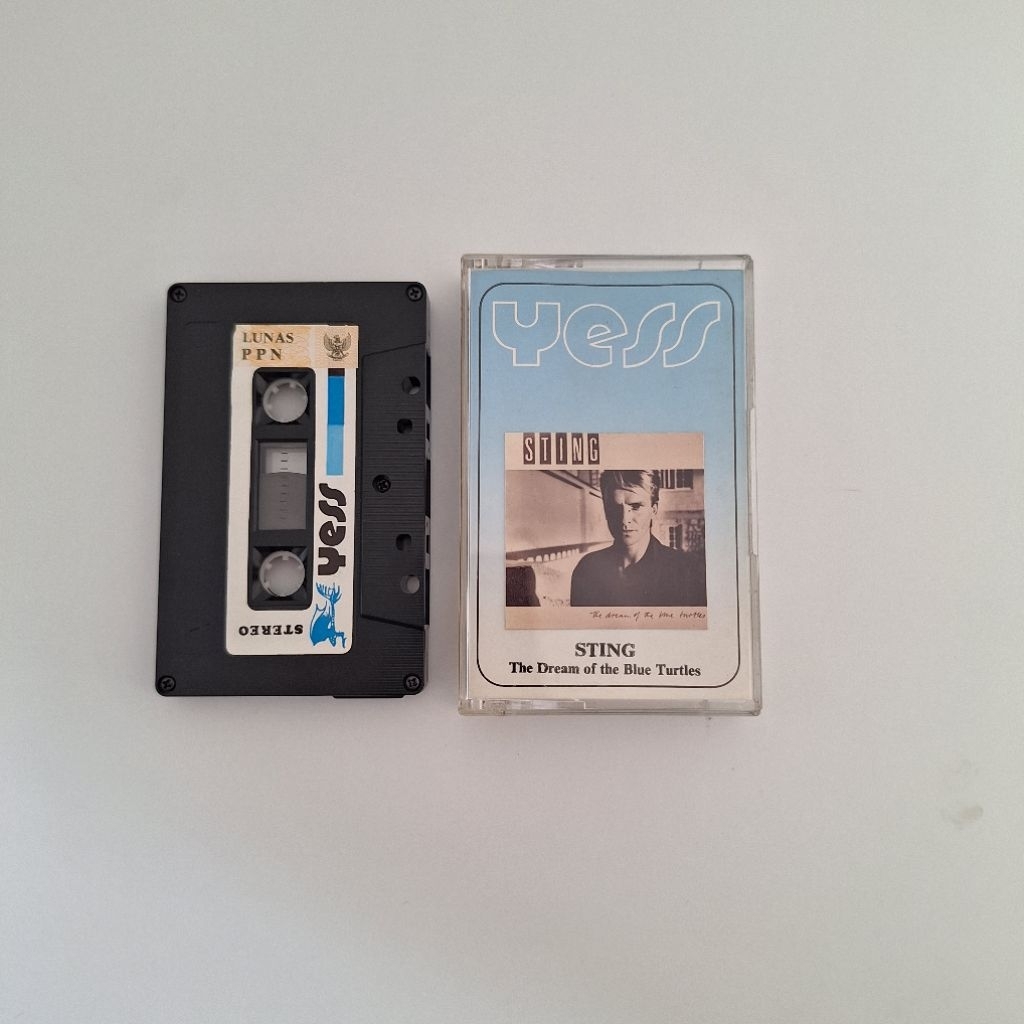 LUNAS
PPN
yess
STEREO
yess
STING
the dream of the blue turtles
STING
The Dream of the Blue Turtles